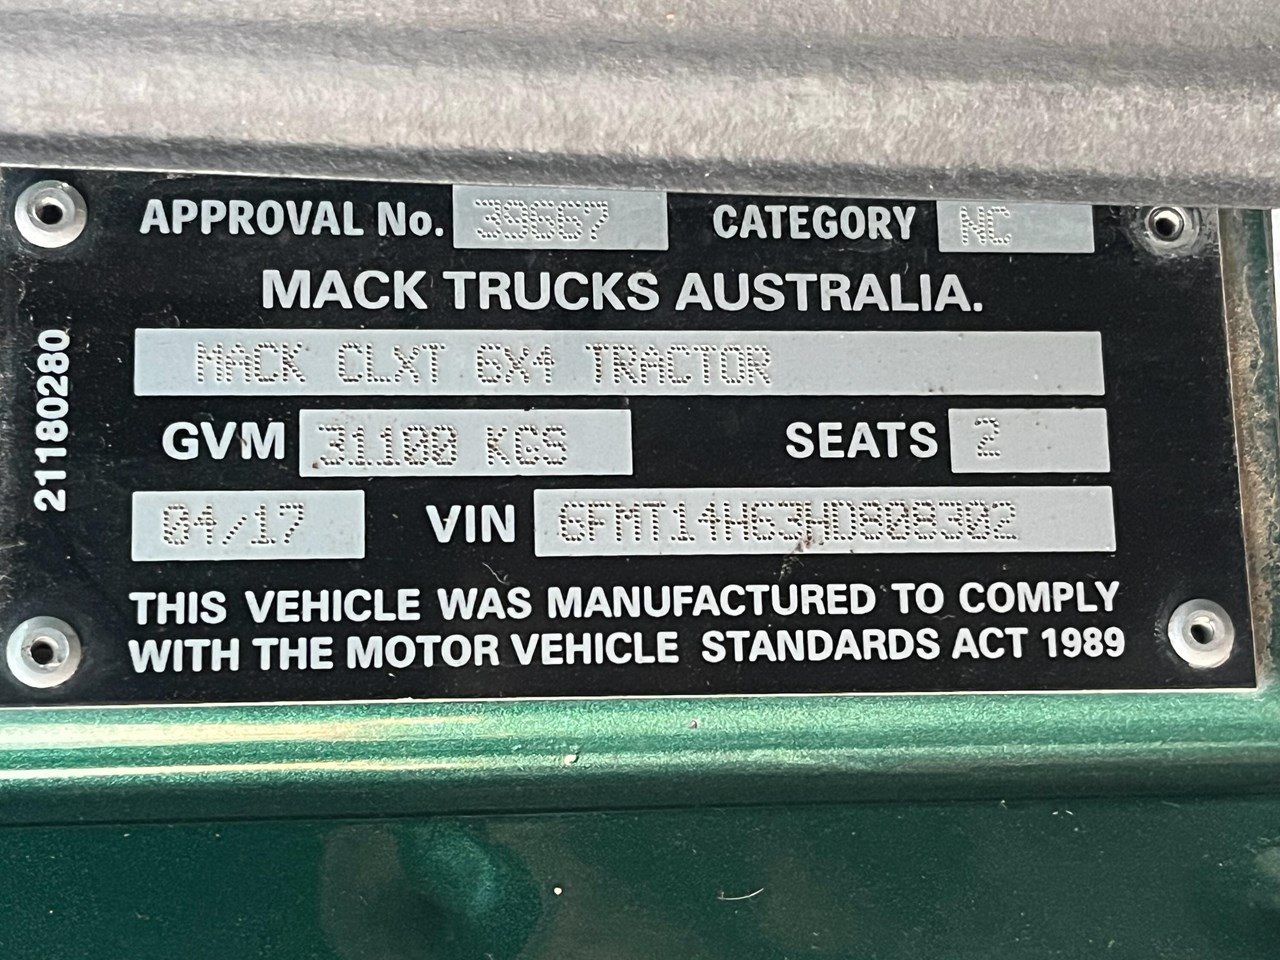 APPROVAL No. 39667 CATEGORY NC
MACK TRUCKS AUSTRALIA.
MACK CLXT 6X4 TRACTOR
GVM 31100 KGS SEATS 2
04/17 VIN 6FMT14H63HD808302
THIS VEHICLE WAS MANUFACTURED TO COMPLY
WITH THE MOTOR VEHICLE STANDARDS ACT 1989
21180280